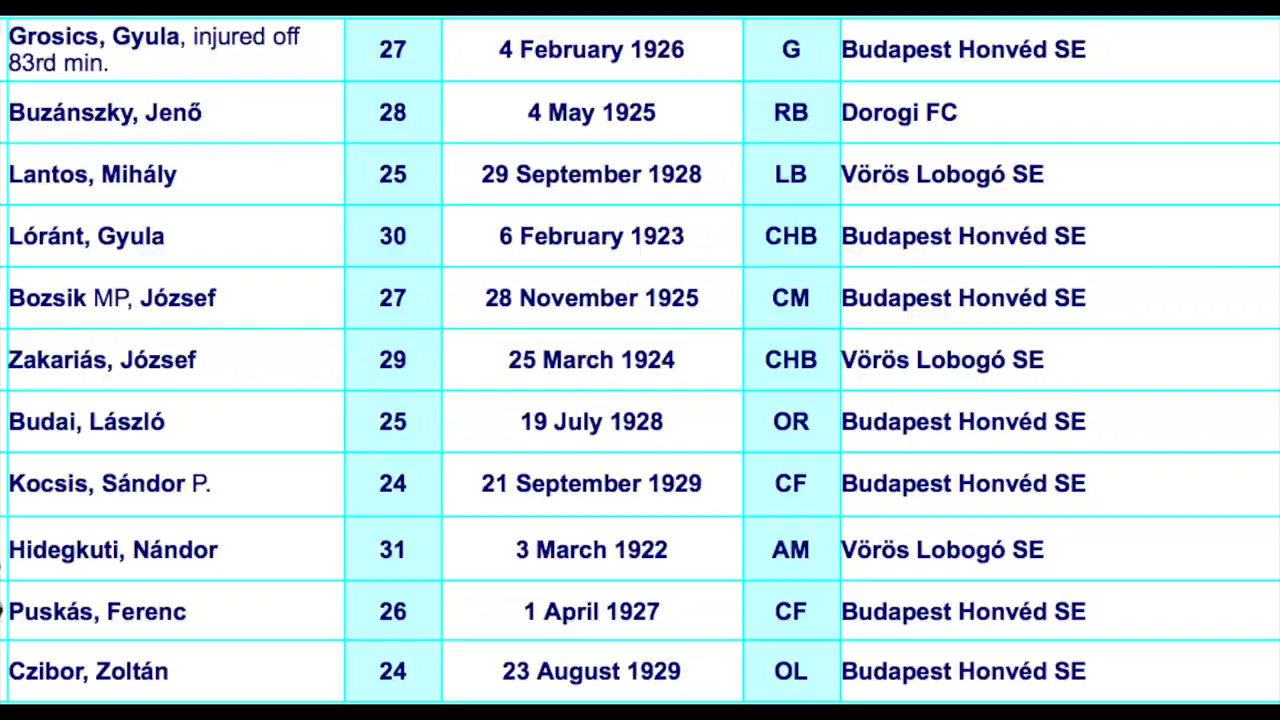 Grosics, Gyula, injured off
83rd min. 27 4 February 1926 G Budapest Honvéd SE
Buzánszky, Jenő 28 4 May 1925 RB Dorogi FC
Lantos, Mihály 25 29 September 1928 LB Vörös Lobogó SE
Lóránt, Gyula 30 6 February 1923 CHB Budapest Honvéd SE
Bozsik MP, József 27 28 November 1925 CM Budapest Honvéd SE
Zakariás, József 29 25 March 1924 CHB Vörös Lobogó SE
Budai, László 25 19 July 1928 OR Budapest Honvéd SE
Kocsis, Sándor P. 24 21 September 1929 CF Budapest Honvéd SE
Hidegkuti, Nándor 31 3 March 1922 AM Vörös Lobogó SE
Puskás, Ferenc 26 1 April 1927 CF Budapest Honvéd SE
Czibor, Zoltán 24 23 August 1929 OL Budapest Honvéd SE